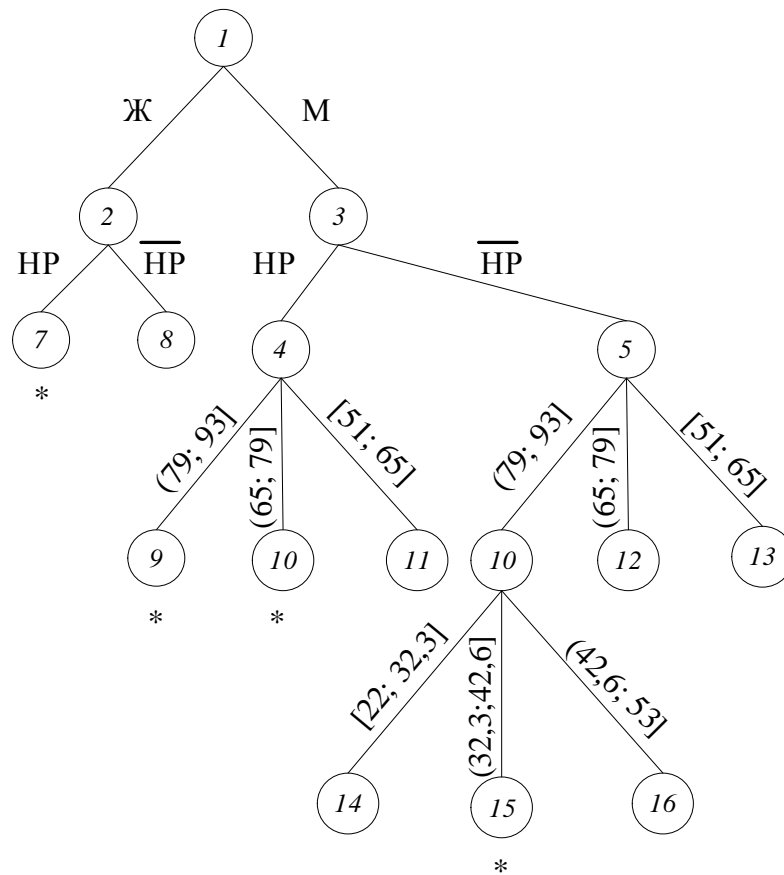 1
Ж М
2 3
НР НР НР НР
7 8 4 5
*
(79; 93] (65; 79] [51; 65] (79; 93] (65; 79] [51; 65]
9 10 11 10 12 13
* *
[22; 32,3] (32,3;42,6] (42,6; 53]
14 15 16
*